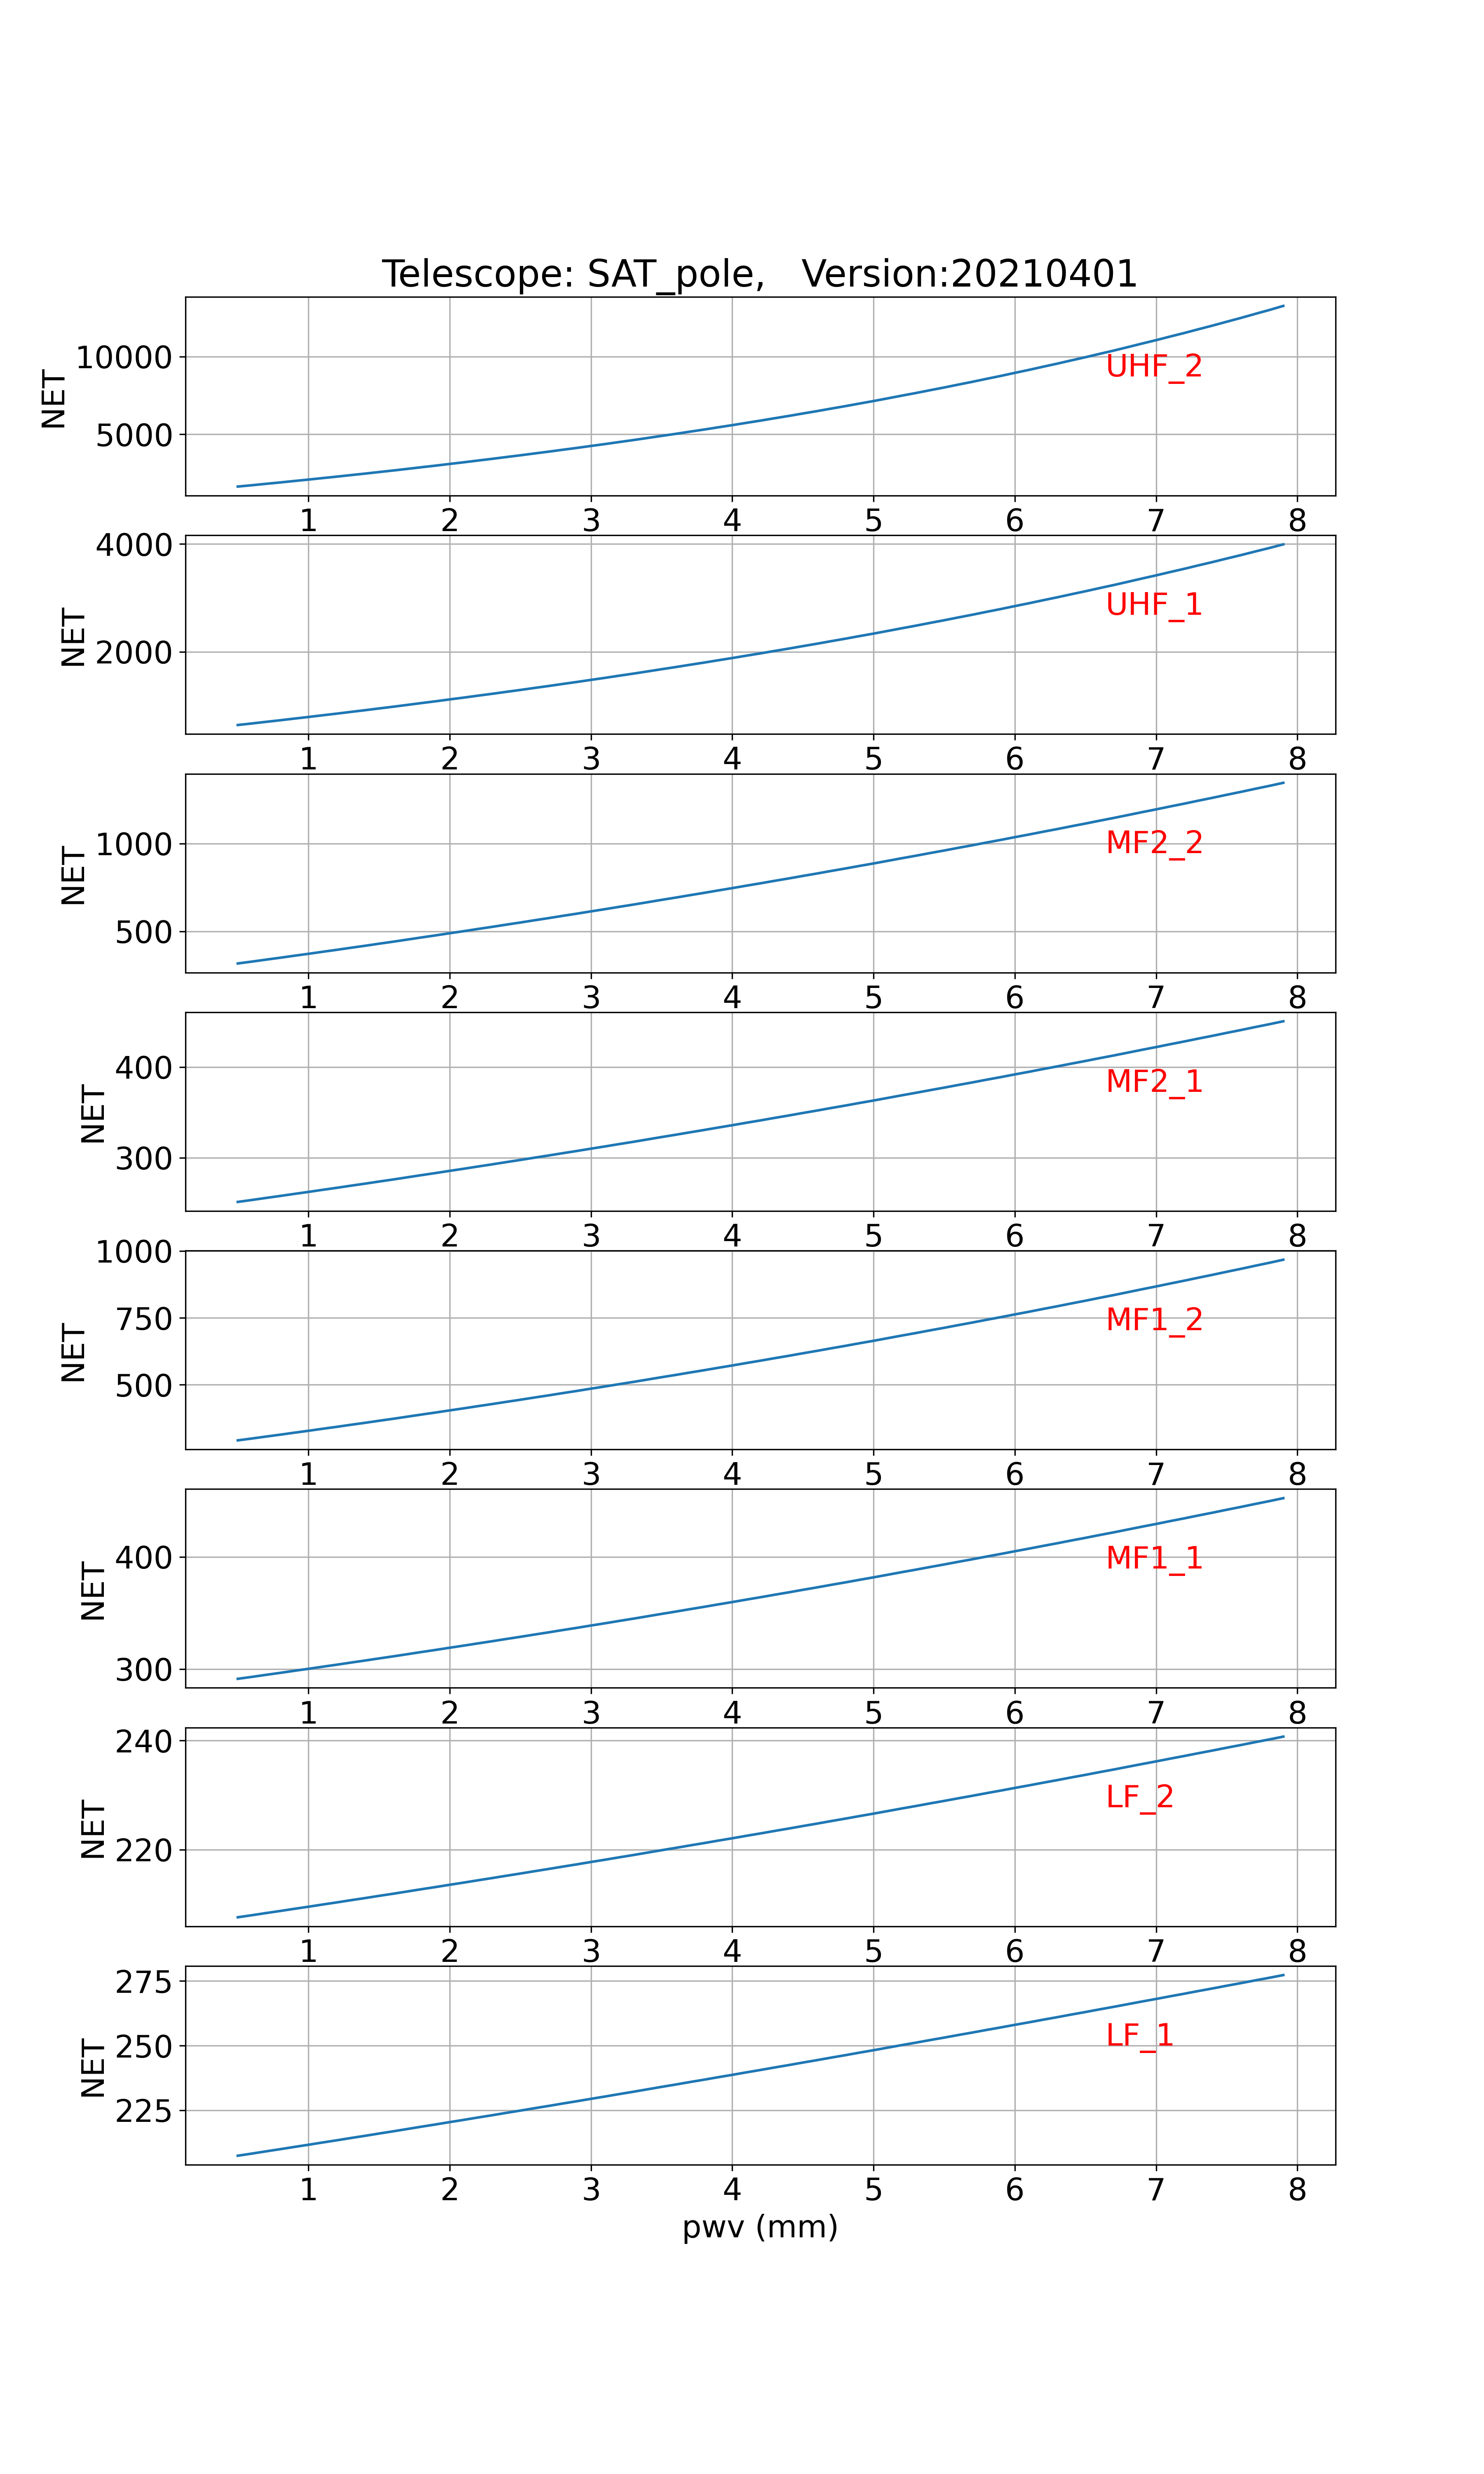 Telescope: SAT_pole,   Version:20210401
NET
10000
5000
UHF_2
1 2 3 4 5 6 7 8
NET
4000
2000
UHF_1
1 2 3 4 5 6 7 8
NET
1000
500
MF2_2
1 2 3 4 5 6 7 8
NET
400
300
MF2_1
1 2 3 4 5 6 7 8
NET
1000
750
500
MF1_2
1 2 3 4 5 6 7 8
NET
400
300
MF1_1
1 2 3 4 5 6 7 8
NET
240
220
LF_2
1 2 3 4 5 6 7 8
NET
275
250
225
LF_1
1 2 3 4 5 6 7 8
pwv (mm)